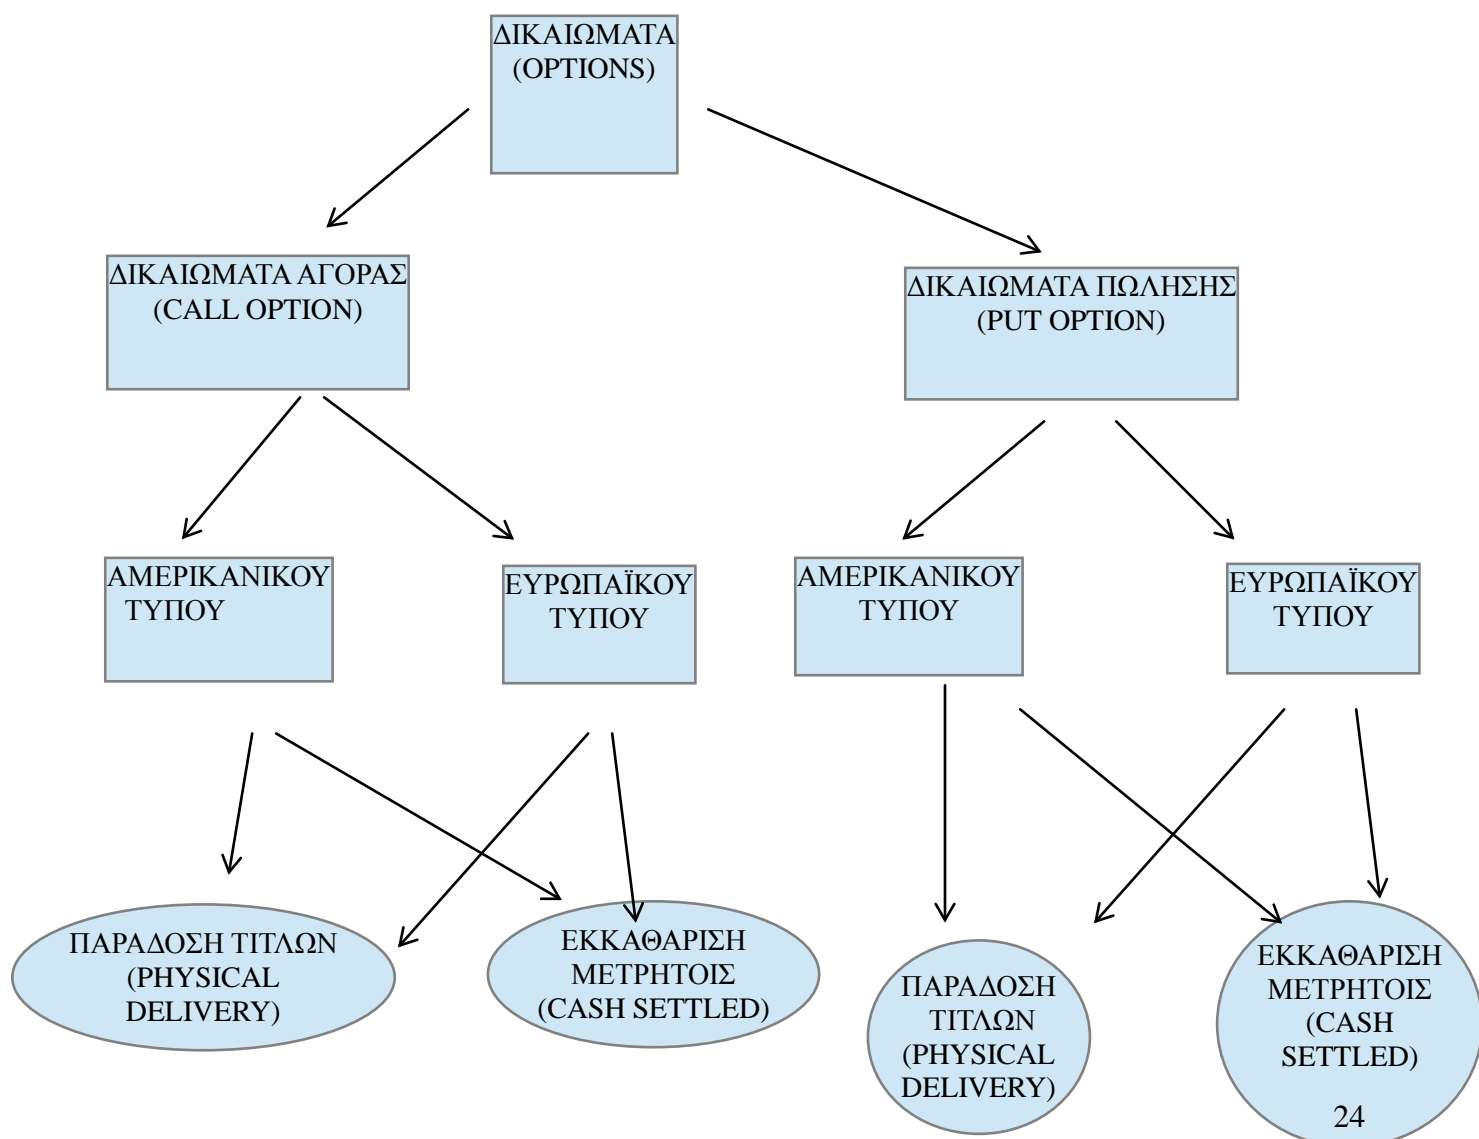 ΔΙΚΑΙΩΜΑΤΑ
(OPTIONS)
ΔΙΚΑΙΩΜΑΤΑ ΑΓΟΡΑΣ
(CALL OPTION)
ΔΙΚΑΙΩΜΑΤΑ ΠΩΛΗΣΗΣ
(PUT OPTION)
ΑΜΕΡΙΚΑΝΙΚΟΥ
ΤΥΠΟΥ
ΕΥΡΩΠΑΪΚΟΥ
ΤΥΠΟΥ
ΑΜΕΡΙΚΑΝΙΚΟΥ
ΤΥΠΟΥ
ΕΥΡΩΠΑΪΚΟΥ
ΤΥΠΟΥ
ΠΑΡΑΔΟΣΗ ΤΙΤΛΩΝ
(PHYSICAL
DELIVERY)
ΕΚΚΑΘΑΡΙΣΗ
ΜΕΤΡΗΤΟΙΣ
(CASH SETTLED)
ΠΑΡΑΔΟΣΗ
ΤΙΤΛΩΝ
(PHYSICAL
DELIVERY)
ΕΚΚΑΘΑΡΙΣΗ
ΜΕΤΡΗΤΟΙΣ
(CASH
SETTLED)
24